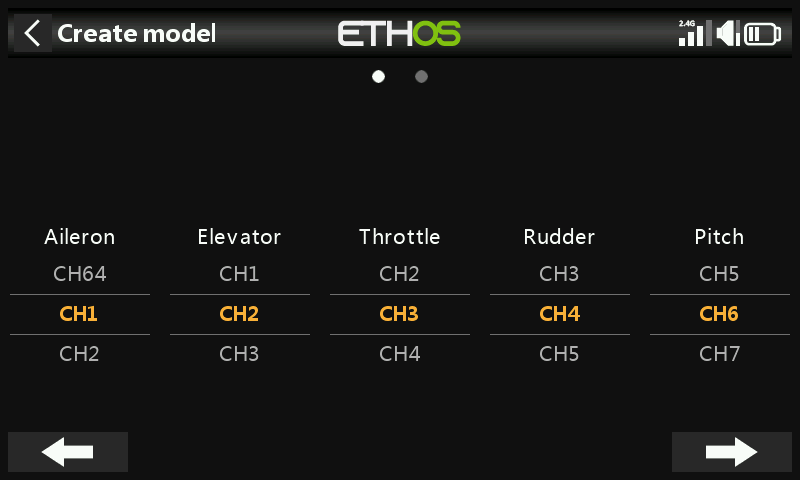 Create model
ETHOS
2.4G
Aileron Elevator Throttle Rudder Pitch
CH64 CH1 CH2 CH3 CH5
CH1 CH2 CH3 CH4 CH6
CH2 CH3 CH4 CH5 CH7